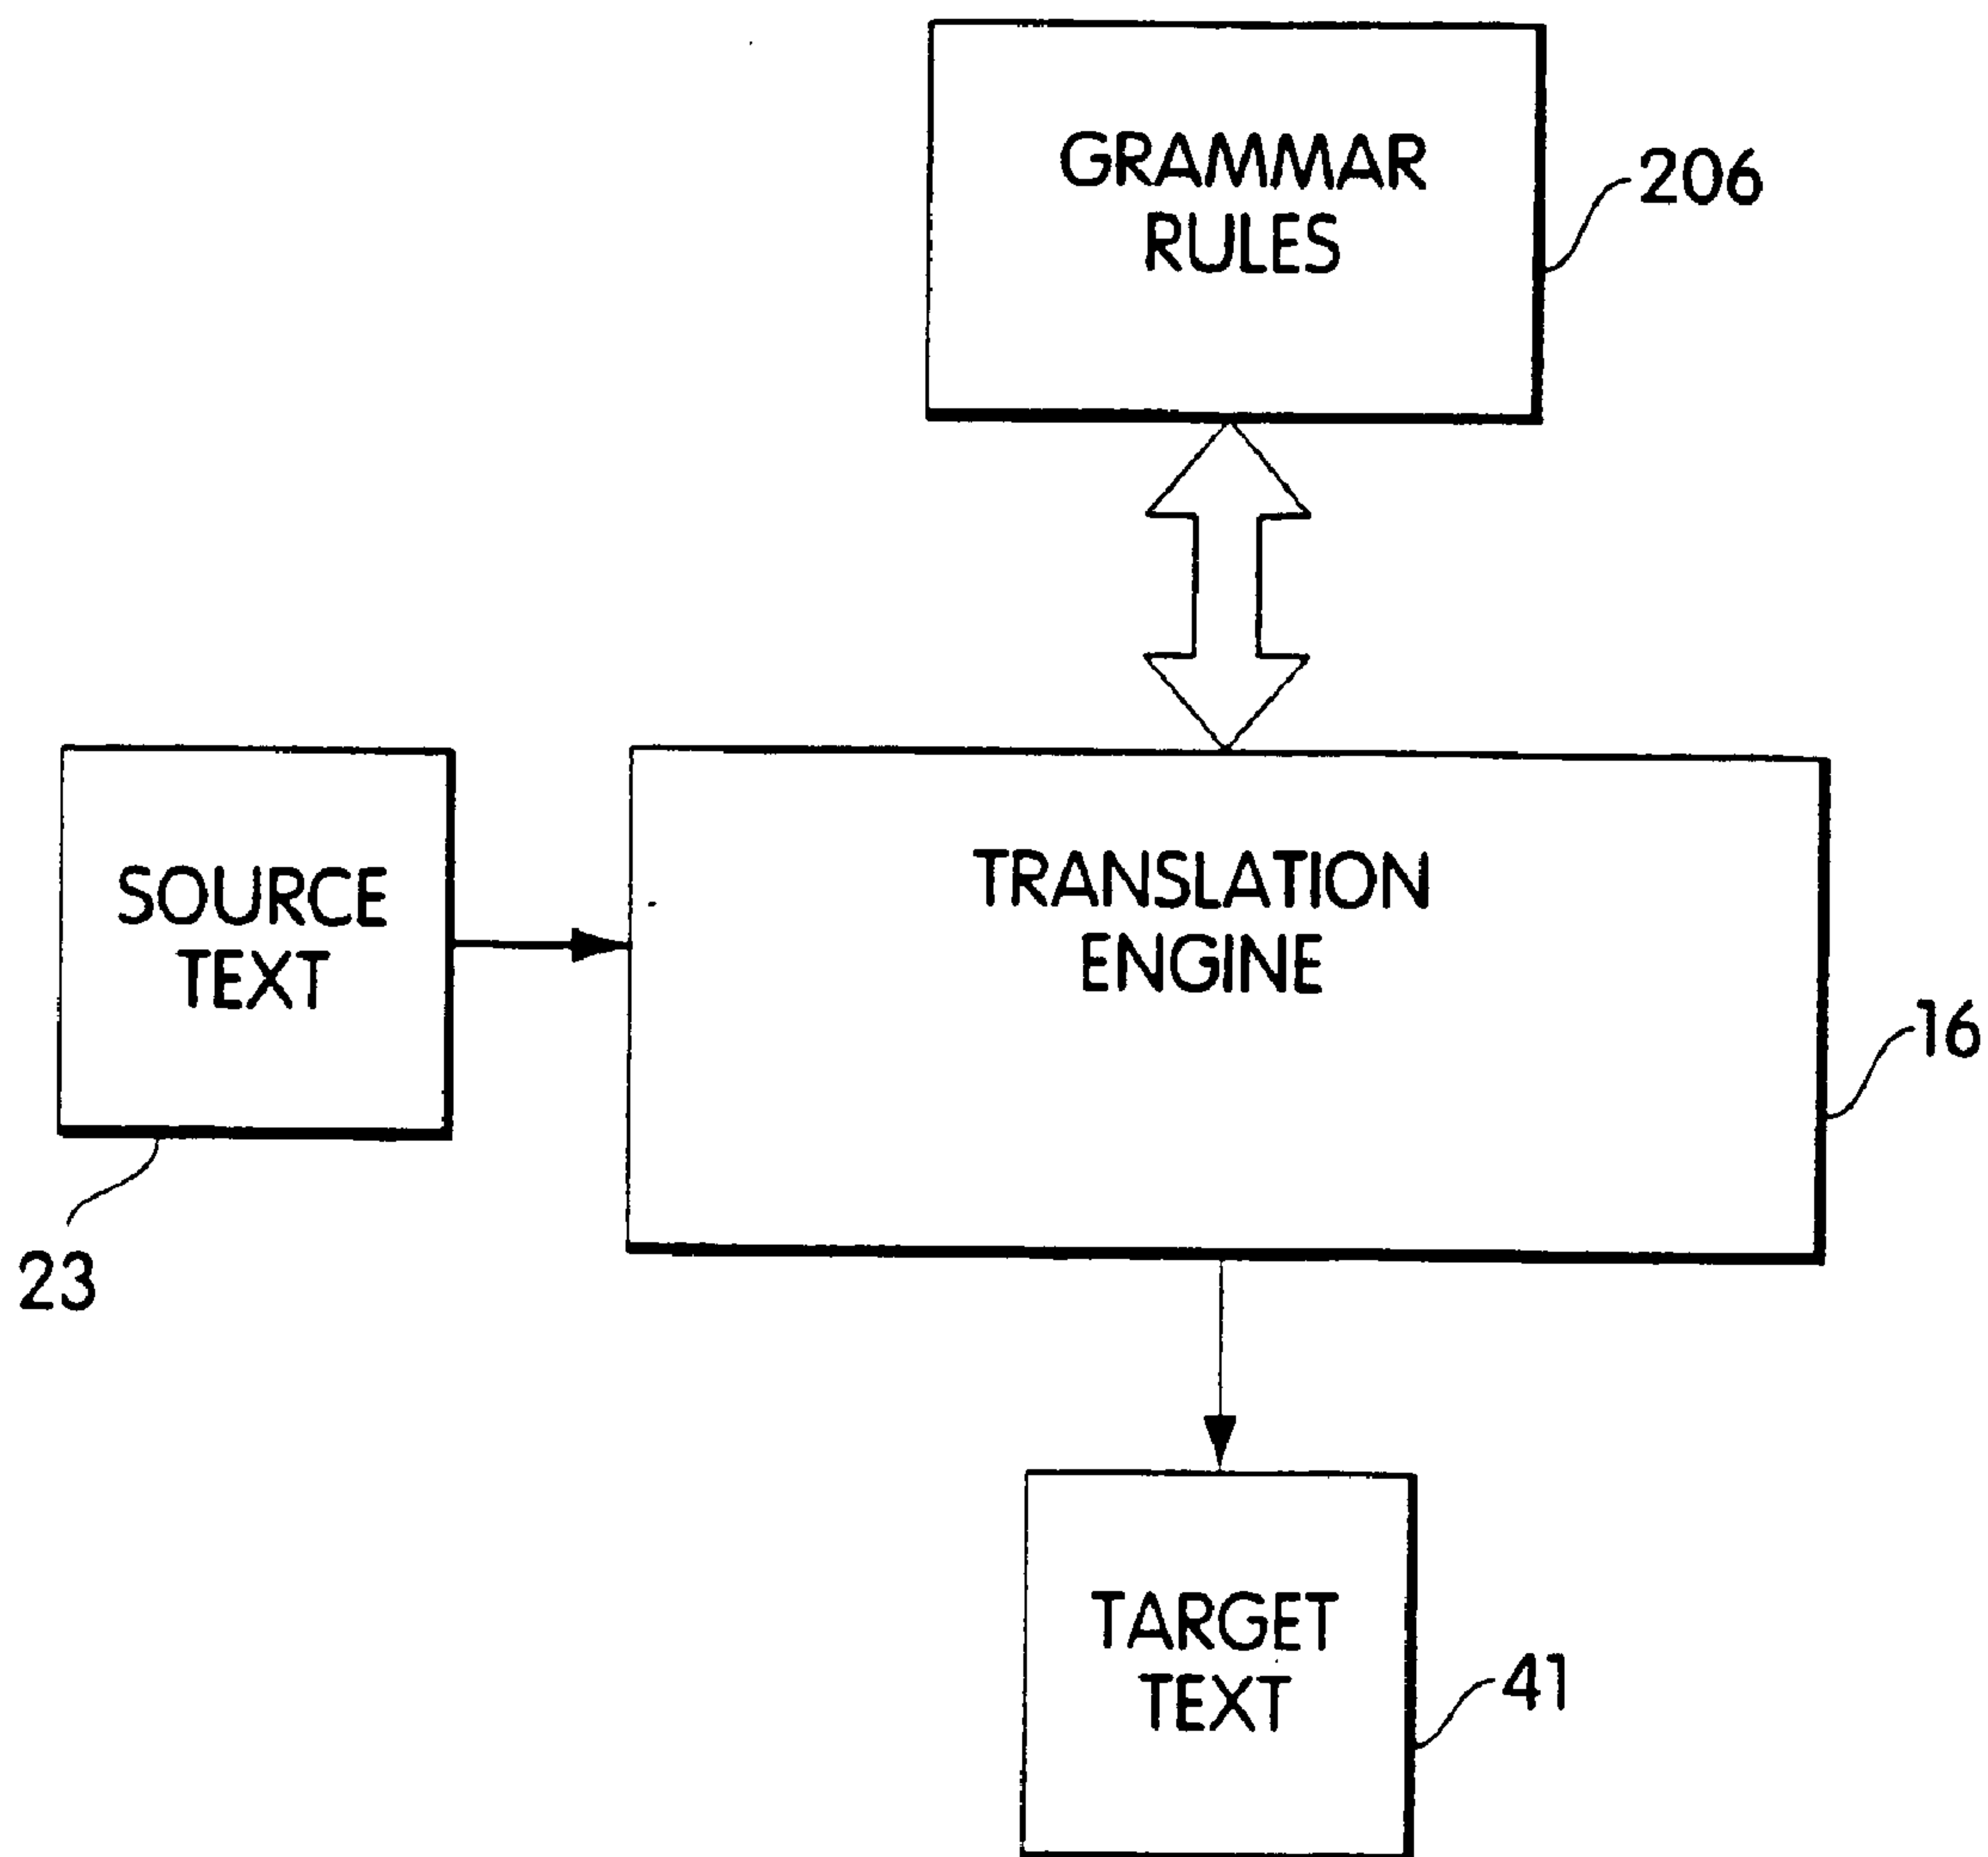 GRAMMAR
RULES
206
SOURCE
TEXT
TRANSLATION
ENGINE
16
23
TARGET
TEXT
41